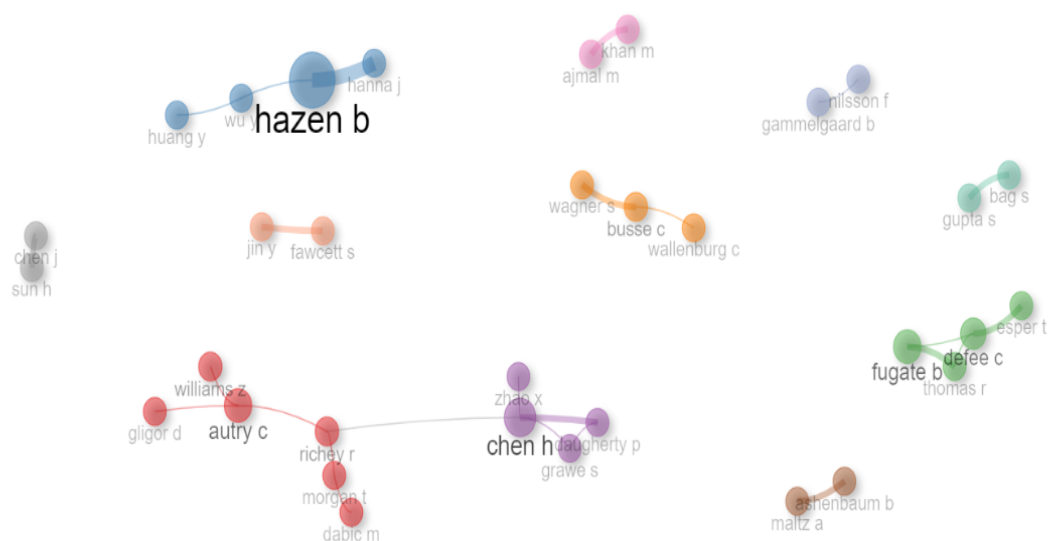 khan m
ajmal m
hanna j
nilsson f
wu y
hazen b
gammelgaard b
huang y
bag s
wagner s
gupta s
busse c
jin y
fawcett s
wallenburg c
chen j
sun h
esper t
defee c
fugate b
thomas r
williams z
zhao x
gligor d
autry c
chen h
daugherty p
richey r
grawe s
morgan t
ashenbaum b
maltz a
dabic m